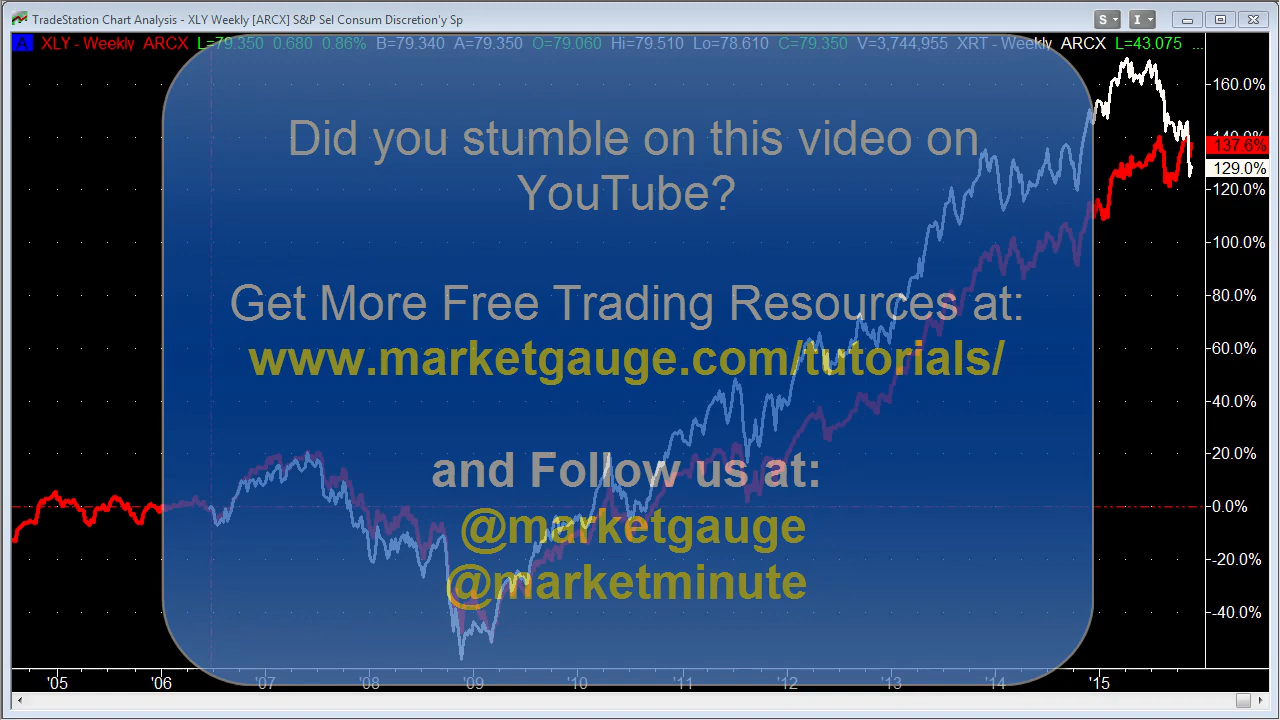 TradeStation Chart Analysis - XLY Weekly [ARCX] S&P Sel Consum Discretion'y Sp
S I
A XLY - Weekly ARCX L=79.350 0.680 0.86% B=79.340 A=79.350 O=79.060 Hi=79.510 Lo=78.610 C=79.350 V=3,744,955 XRT - Weekly ARCX L=43.075 ...
Did you stumble on this video on
YouTube?
Get More Free Trading Resources at:
www.marketgauge.com/tutorials/
and Follow us at:
@marketgauge
@marketminute
160.0%
140.0%
137.6%
129.0%
120.0%
100.0%
80.0%
60.0%
40.0%
20.0%
0.0%
-20.0%
-40.0%
'05 '06 '07 '08 '09 '10 '11 '12 '13 '14 '15